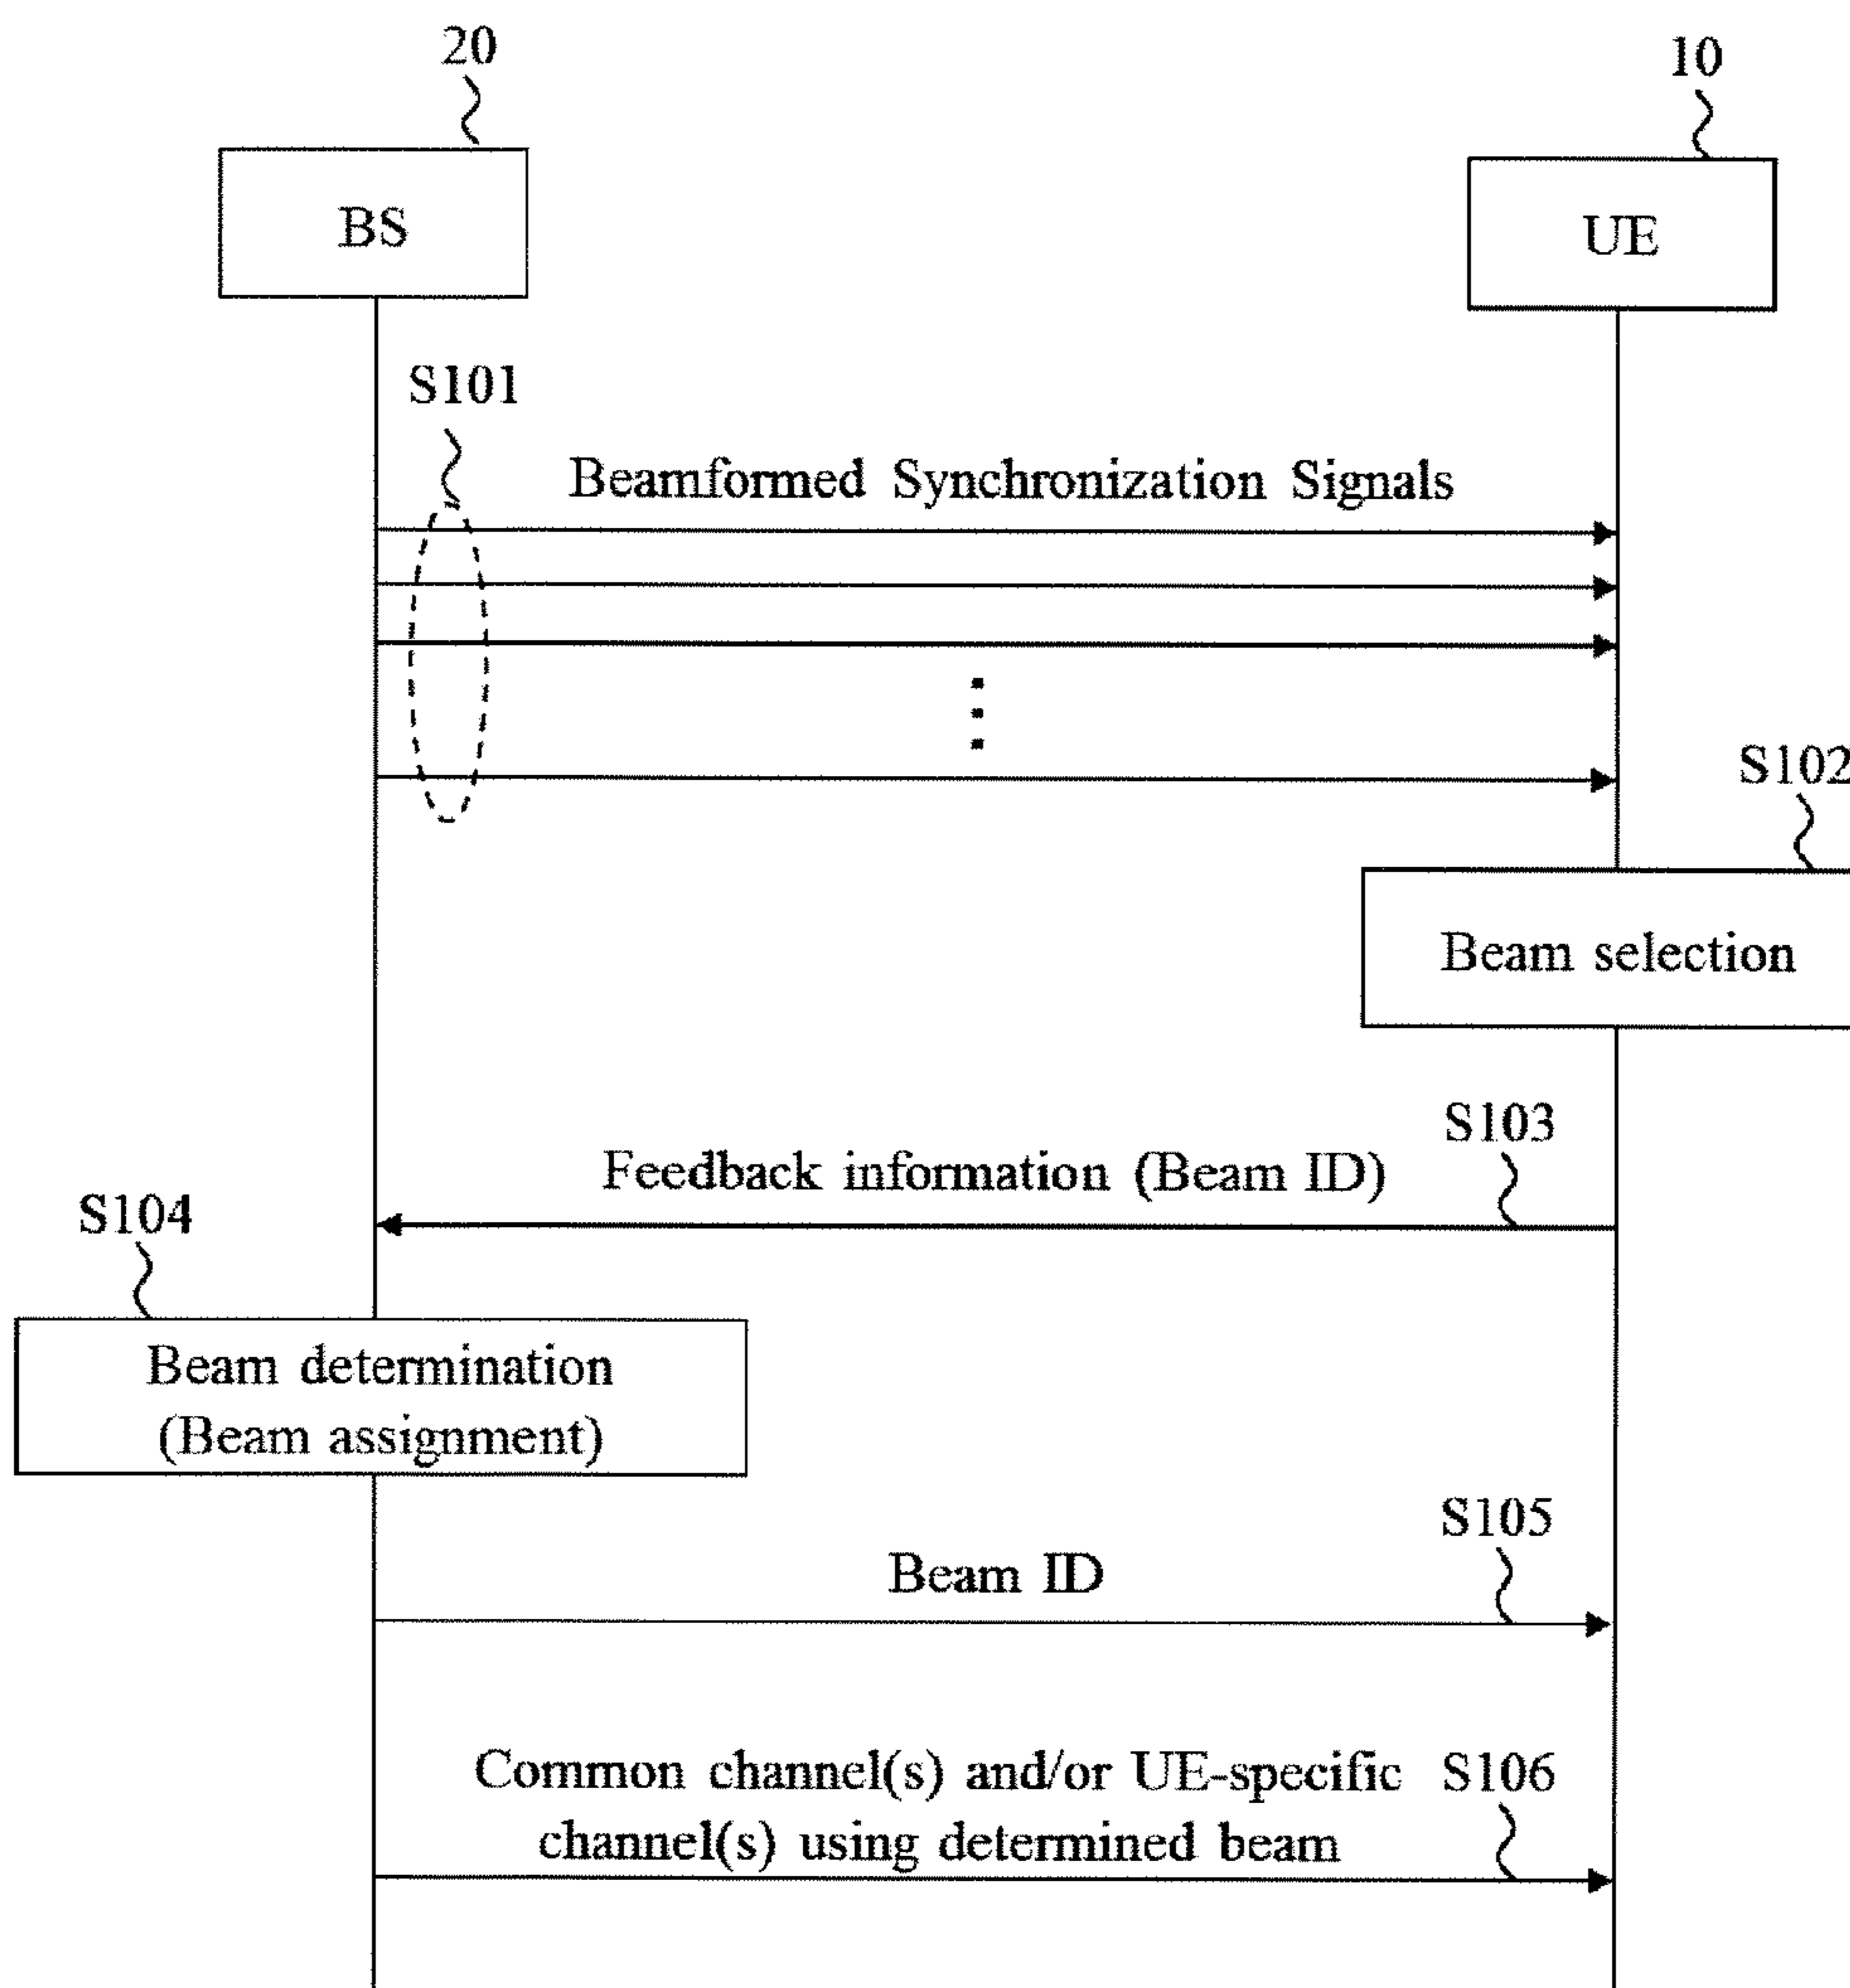 20
10
BS
UE
S101
Beamformed Synchronization Signals
S102
Beam selection
S103
Feedback information (Beam ID)
S104
Beam determination
(Beam assignment)
S105
Beam ID
Common channel(s) and/or UE-specific
S106
channel(s) using determined beam